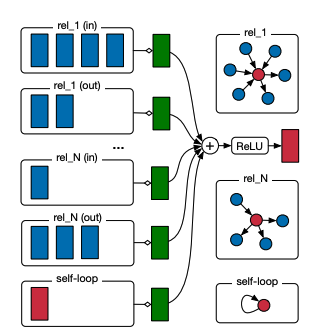 rel_1 (in)
rel_1 (out)
...
rel_N (in)
rel_N (out)
self-loop
+
ReLU
rel_1
rel_N
self-loop